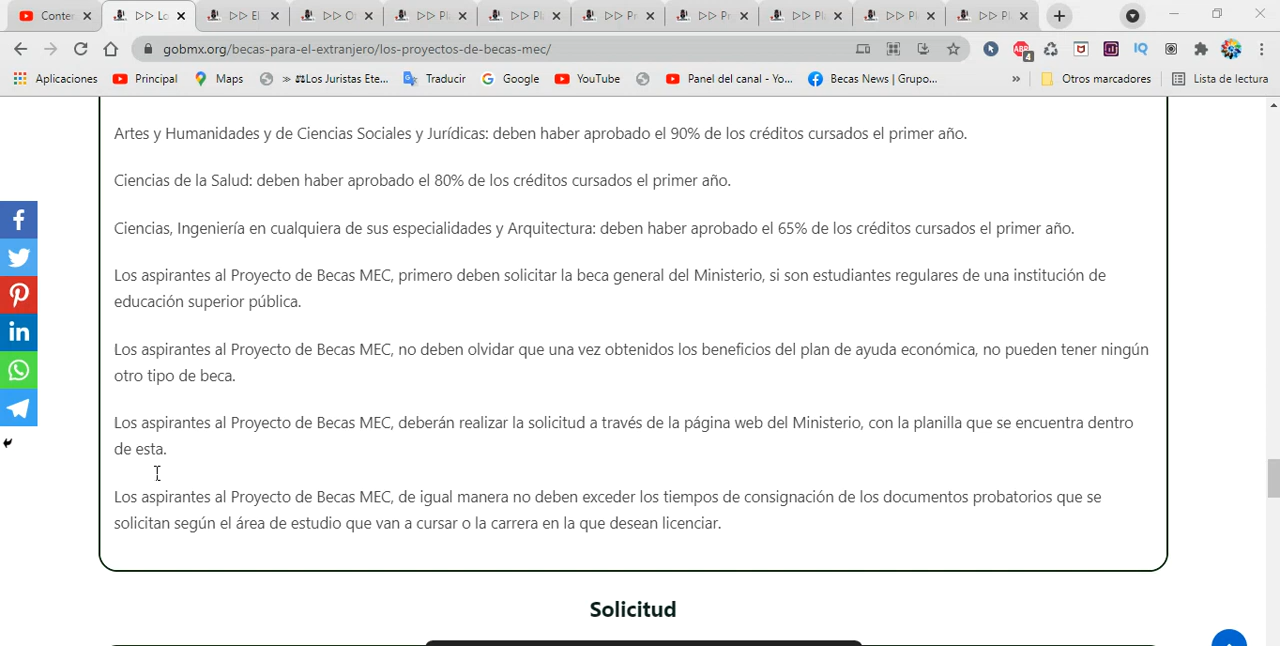 Conter
▷▷ Lo
▷▷ El
▷▷ O
▷▷ Pl
▷▷ Pl
▷▷ Pr
▷▷ Pr
▷▷ Pl
▷▷ Pl
▷▷ Pl
gobmx.org/becas-para-el-extranjero/los-proyectos-de-becas-mec/
ABP
4
IQ
Aplicaciones
Principal
Maps
» ⚖Los Juristas Ete...
Traducir
Google
YouTube
Panel del canal - Yo...
Becas News | Grupo...
»
Otros marcadores
Lista de lectura
Artes y Humanidades y de Ciencias Sociales y Jurídicas: deben haber aprobado el 90% de los créditos cursados el primer año.
Ciencias de la Salud: deben haber aprobado el 80% de los créditos cursados el primer año.
Ciencias, Ingeniería en cualquiera de sus especialidades y Arquitectura: deben haber aprobado el 65% de los créditos cursados el primer año.
Los aspirantes al Proyecto de Becas MEC, primero deben solicitar la beca general del Ministerio, si son estudiantes regulares de una institución de
educación superior pública.
Los aspirantes al Proyecto de Becas MEC, no deben olvidar que una vez obtenidos los beneficios del plan de ayuda económica, no pueden tener ningún
otro tipo de beca.
Los aspirantes al Proyecto de Becas MEC, deberán realizar la solicitud a través de la página web del Ministerio, con la planilla que se encuentra dentro
de esta.
Los aspirantes al Proyecto de Becas MEC, de igual manera no deben exceder los tiempos de consignación de los documentos probatorios que se
solicitan según el área de estudio que van a cursar o la carrera en la que desean licenciar.
Solicitud